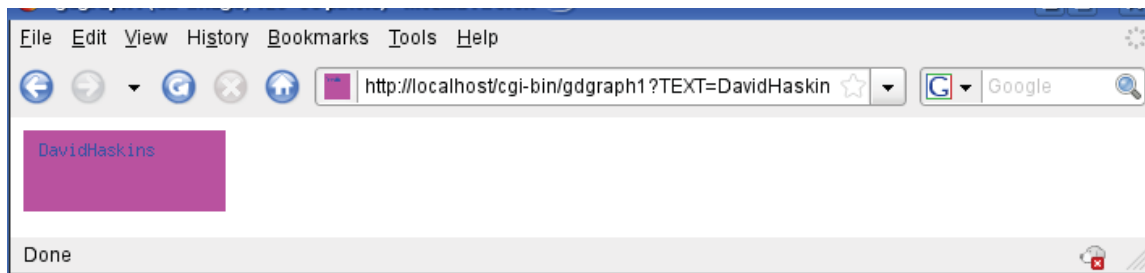 File Edit View History Bookmarks Tools Help
http://localhost/cgi-bin/gdgraph1?TEXT=DavidHaskin G Google
DavidHaskins
Done